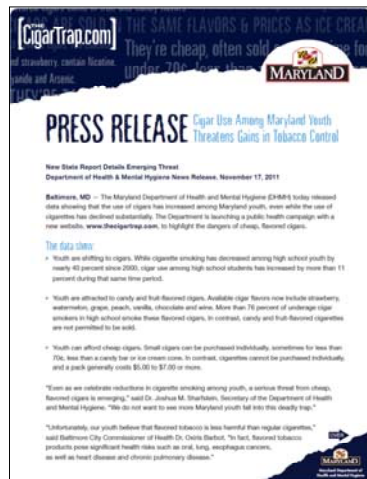 IN THE SAME FLAVORS & PRICES AS ICE CREA
THE
[CigarTrap.com]
They're cheap, often sold
nd strawberry. contain Nicotine.
yanide and Arsenic.
under 70¢
MARYLAND
PRESS RELEASE
Cigar Use Among Maryland Youth
Threatens Gains in Tobacco Control
New State Report Details Emerging Threat
Department of Health & Mental Hygiene News Release, November 17, 2011
Baltimore, MD — The Maryland Department of Health and Mental Hygiene (DHMH) today released
data showing that the use of cigars has increased among Maryland youth, even while the use of
cigarettes has declined substantially. The Department is launching a public health campaign with a
new website, www.thecigartrap.com, to highlight the dangers of cheap, flavored cigars.
The data show:
Youth are shifting to cigars. While cigarette smoking has decreased among high school youth by
nearly 40 percent since 2000, cigar use among high school students has increased by more than 11
percent during that same time period.
Youth are attracted to candy and fruit-flavored cigars. Available cigar flavors now include strawberry,
watermelon, grape, peach, vanilla, chocolate and wine. More than 76 percent of underage cigar
smokers in high school smoke these flavored cigars. In contrast, candy and fruit-flavored cigarettes
are not permitted to be sold.
Youth can afford cheap cigars. Small cigars can be purchased individually, sometimes for less than
70¢, less than a candy bar or ice cream cone. In contrast, cigarettes cannot be purchased individually,
and a pack generally costs $5.00 to $7.00 or more.
"Even as we celebrate reductions in cigarette smoking among youth, a serious threat from cheap,
flavored cigars is emerging," said Dr. Joshua M. Sharfstein, Secretary of the Department of Health
and Mental Hygiene. "We do not want to see more Maryland youth fall into this deadly trap."
"Unfortunately, our youth believe that flavored tobacco is less harmful than regular cigarettes,"
said Baltimore City Commissioner of Health Dr. Oxiris Barbot. "In fact, flavored tobacco
products pose significant health risks such as oral, lung, esophagus cancers,
as well as heart disease and chronic pulmonary disease."
MARYLAND
Maryland Department of
Health and Mental Hygiene